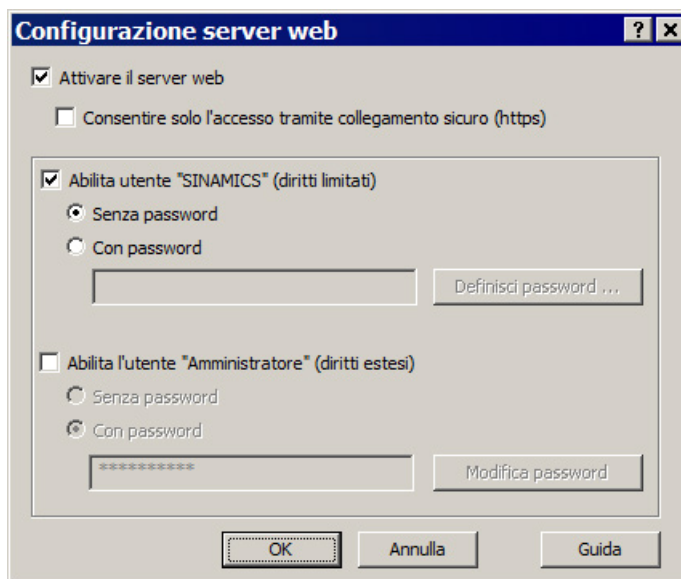 Configurazione server web
Attivare il server web
Consentire solo l'accesso tramite collegamento sicuro (https)
Abilita utente "SINAMICS" (diritti limitati)
Senza password
Con password
Definisci password ...
Abilita l'utente "Amministratore" (diritti estesi)
Senza password
Con password
**********
Modifica password
OK
Annulla
Guida